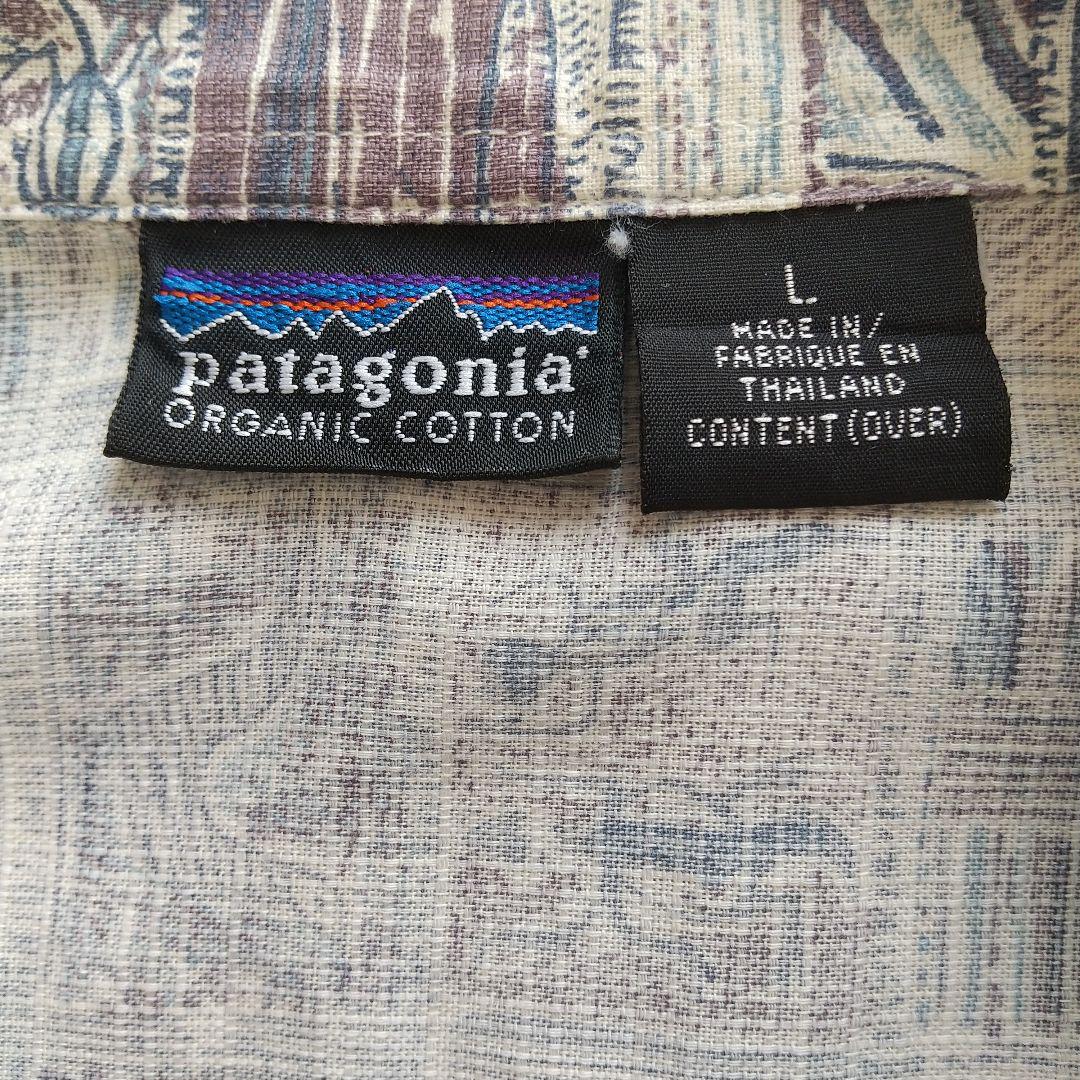 patagonia
ORGANIC COTTON
L
MADE IN/
FABRIQUE EN
THAILAND
CONTENT (OVER)